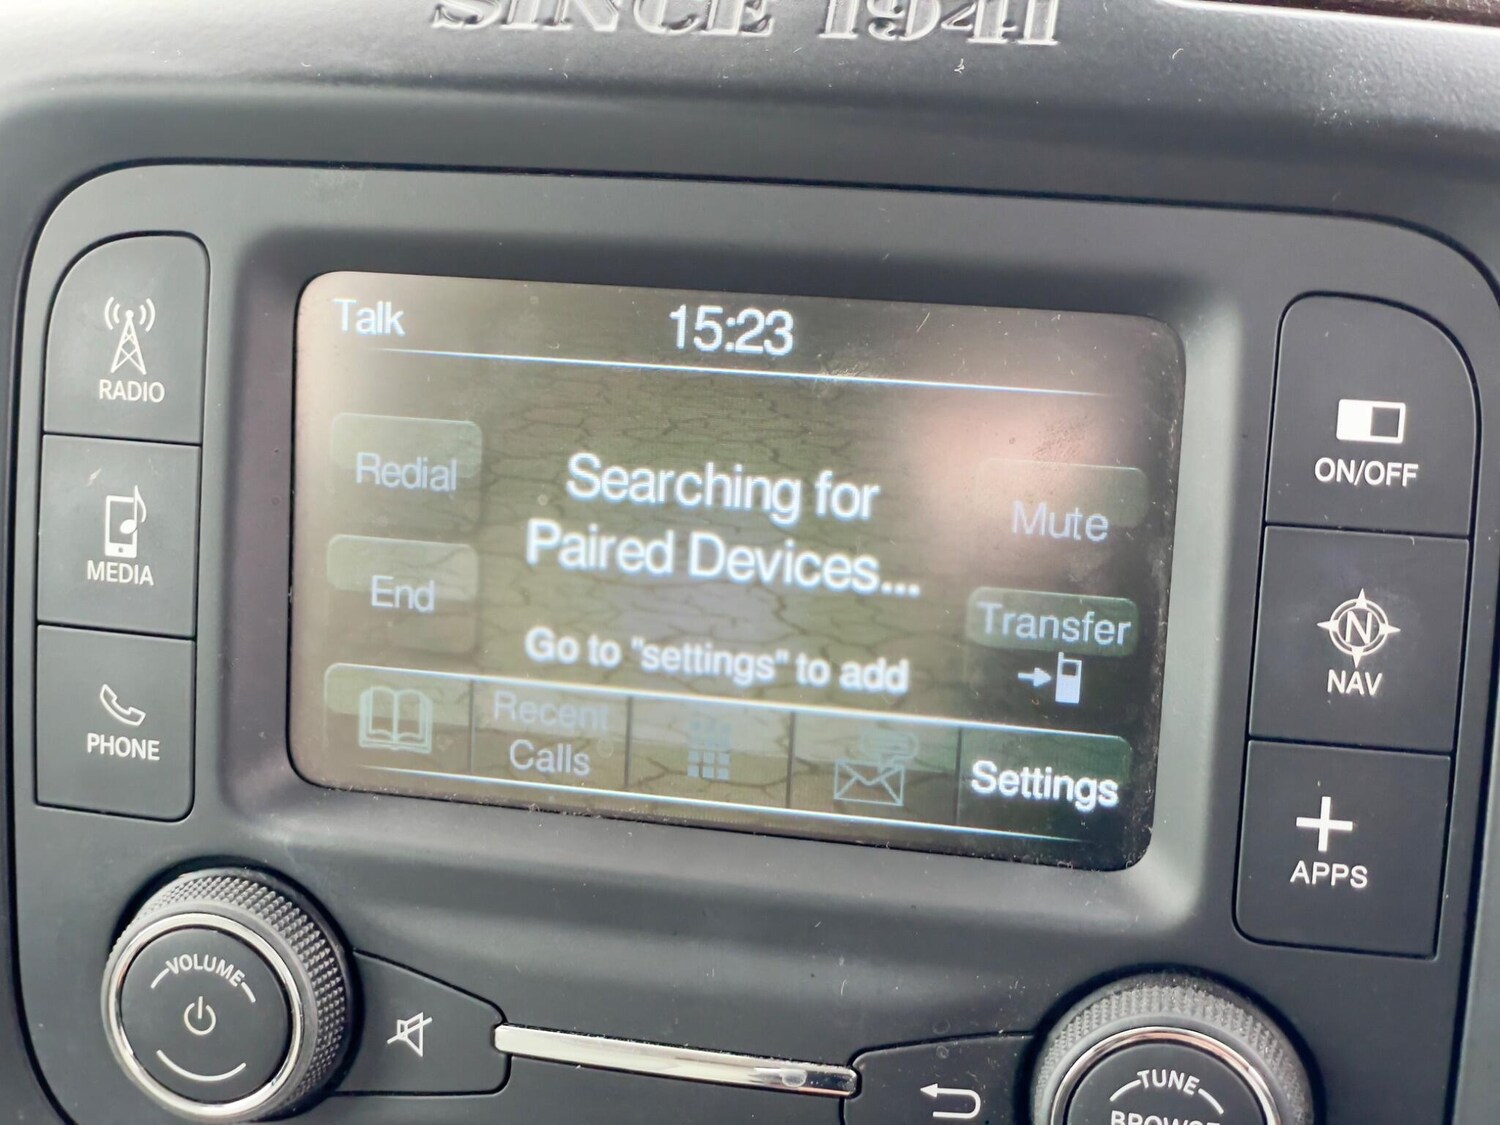 SINCE 1941
Talk
15:23
RADIO
Redial
Searching for
Paired Devices...
Mute
ON/OFF
MEDIA
End
Go to "settings" to add
Transfer
N
NAV
PHONE
Recent
Calls
Settings
APPS
VOLUME
TUNE
BROWSE